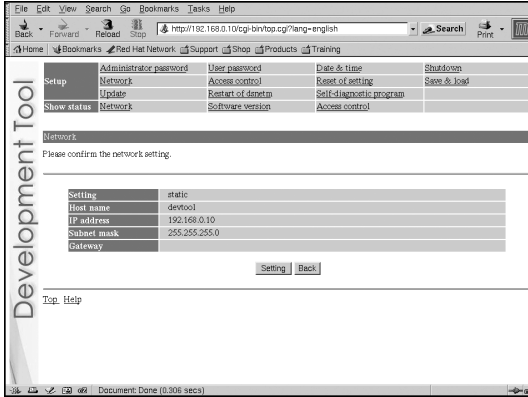 File Edit View Search Go Bookmarks Tasks Help
Back Forward Reload Stop http://192.168.0.10/cgi-bin/top.cgi?lang=english Search Print
Home Bookmarks Red Hat Network Support Shop Products Training
Development Tool
Setup Administrator password User password Date & time Shutdown
Network Access control Reset of setting Save & load
Update Restart of dsnetm Self-diagnostic program
Show status Network Software version Access control
Network
Please confirm the network setting.
Setting static
Host name devtool
IP address 192.168.0.10
Subnet mask 255.255.255.0
Gateway
Setting Back
Top Help
Document: Done (0.306 secs)